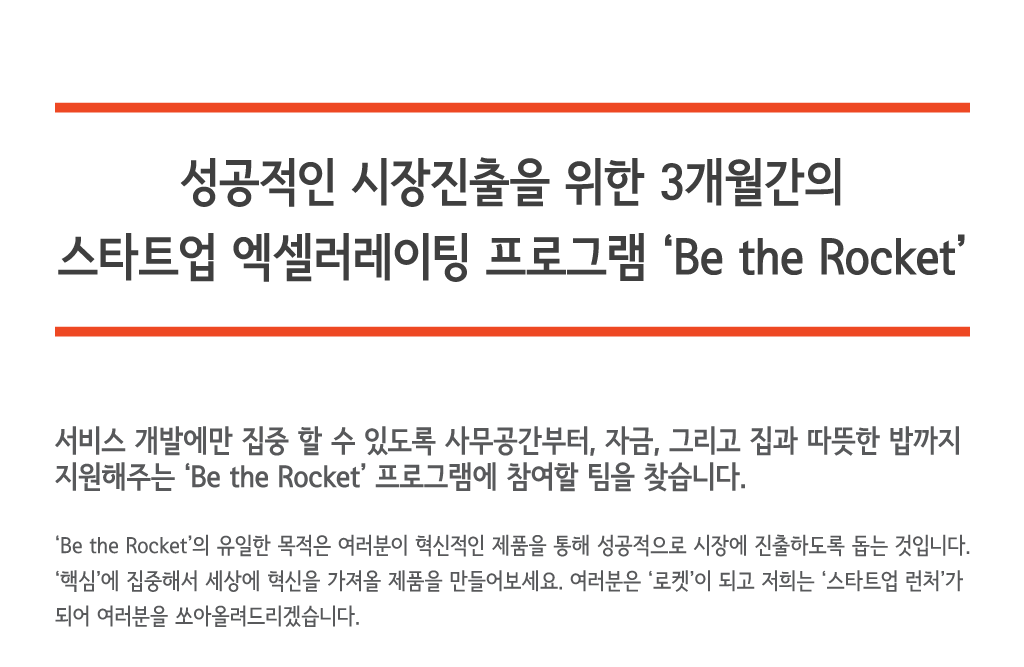 성공적인 시장진출을 위한 3개월간의
스타트업 엑셀러레이팅 프로그램 ‘Be the Rocket’
서비스 개발에만 집중 할 수 있도록 사무공간부터, 자금, 그리고 집과 따뜻한 밥까지
지원해주는 ‘Be the Rocket’ 프로그램에 참여할 팀을 찾습니다.
‘Be the Rocket’의 유일한 목적은 여러분이 혁신적인 제품을 통해 성공적으로 시장에 진출하도록 돕는 것입니다.
‘핵심’에 집중해서 세상에 혁신을 가져올 제품을 만들어보세요. 여러분은 ‘로켓’이 되고 저희는 ‘스타트업 런처’가
되어 여러분을 쏘아올려드리겠습니다.